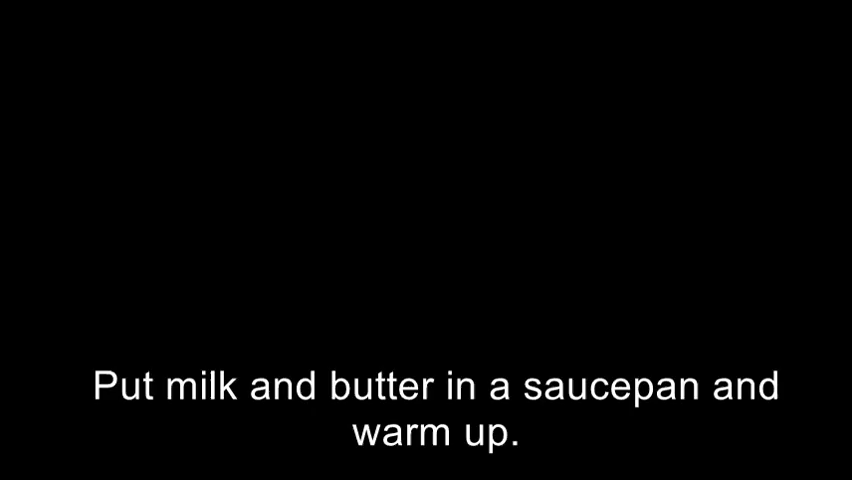 Put milk and butter in a saucepan and
warm up.